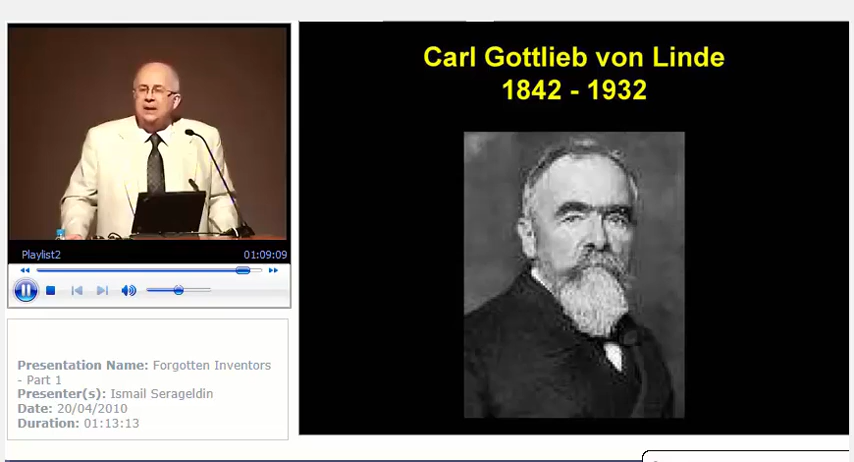 Carl Gottlieb von Linde
1842 - 1932
Playlist2 01:09:09
Presentation Name: Forgotten Inventors
- Part 1
Presenter(s): Ismail Serageldin
Date: 20/04/2010
Duration: 01:13:13